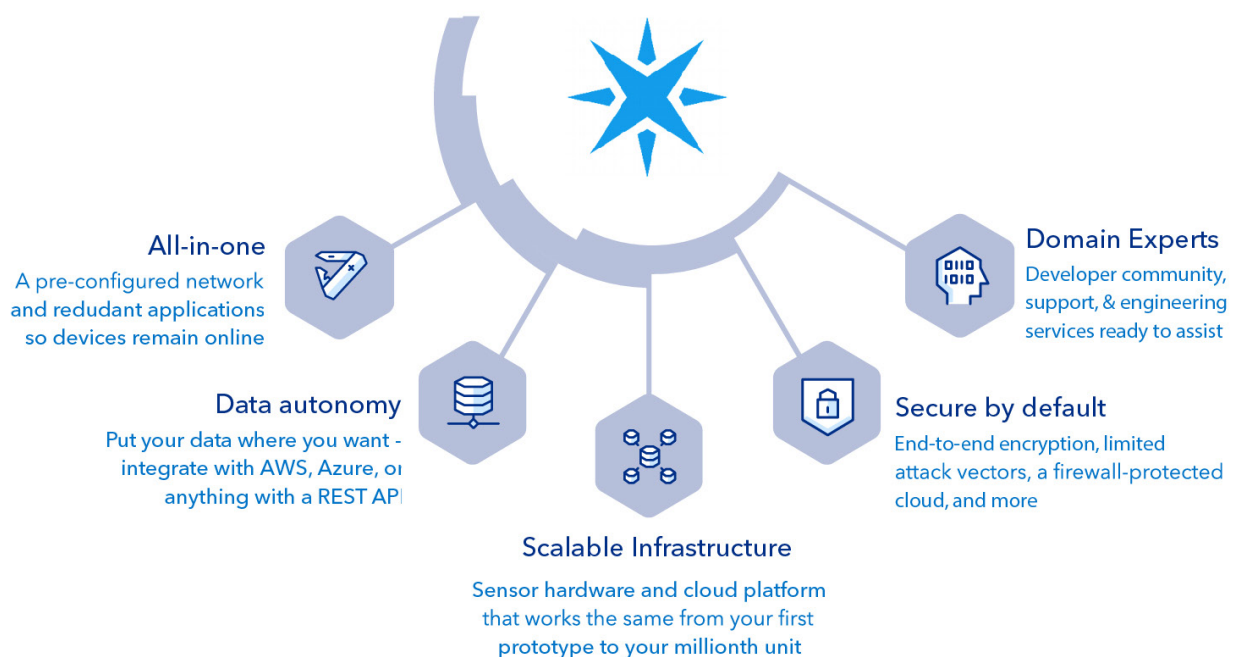 All-in-one
A pre-configured network
and redudant applications
so devices remain online
Data autonomy
Put your data where you want -
integrate with AWS, Azure, or
anything with a REST API
Scalable Infrastructure
Sensor hardware and cloud platform
that works the same from your first
prototype to your millionth unit
Secure by default
End-to-end encryption, limited
attack vectors, a firewall-protected
cloud, and more
Domain Experts
Developer community,
support, & engineering
services ready to assist